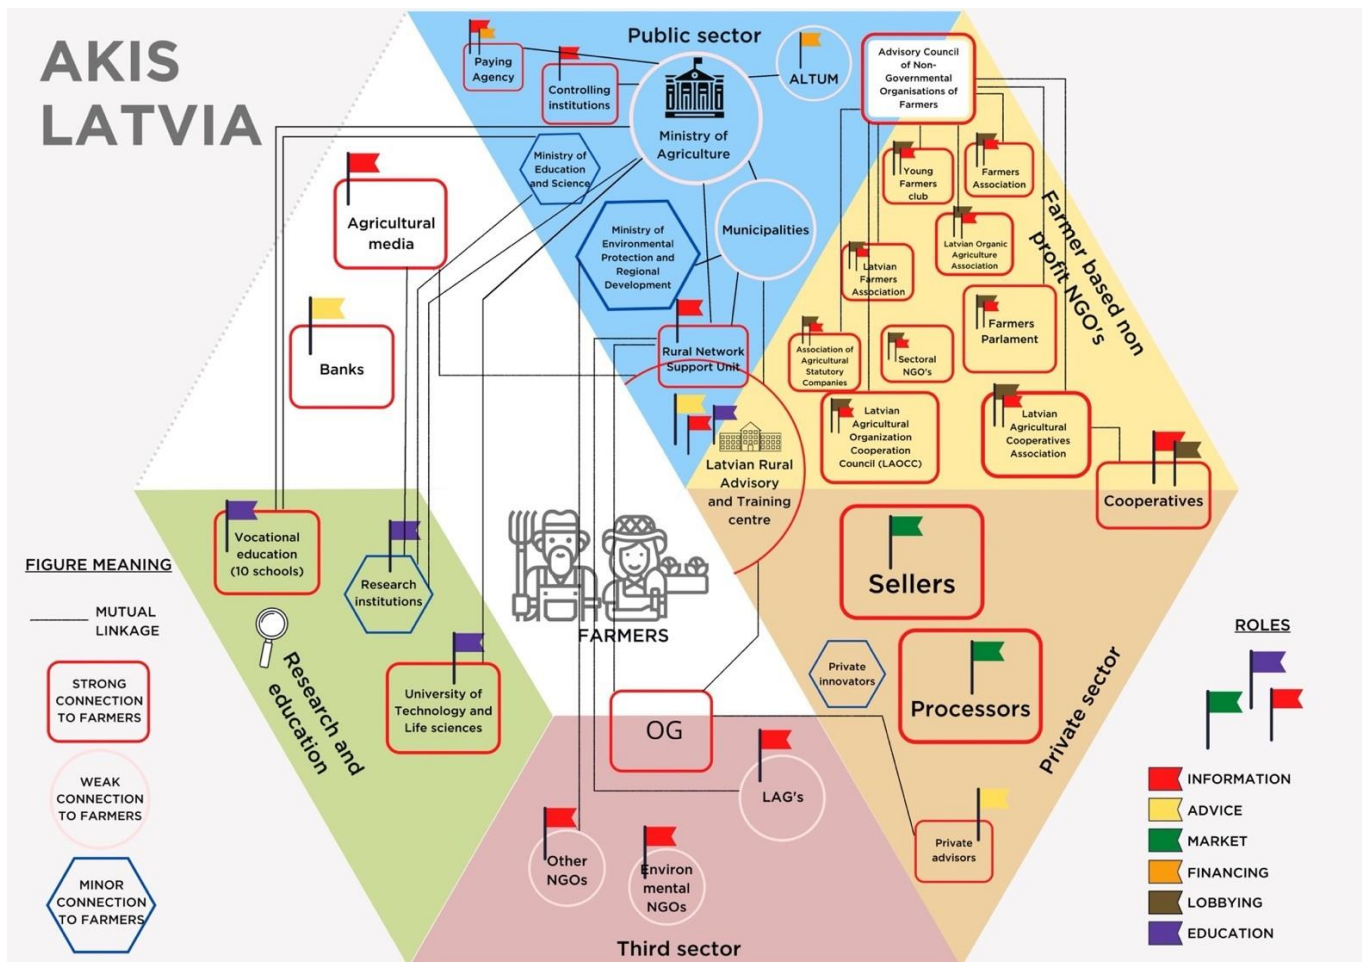 AKIS
LATVIA
Public sector
Paying
Agency
Controlling
institutions
Ministry of
Agriculture
ALTUM
Ministry of
Education
and Science
Ministry of
Environmental
Protection and
Regional
Development
Municipalities
Rural Network
Support Unit
Latvian Rural
Advisory
and Training
centre
Advisory Council
of Non-
Governmental
Organisations of
Farmers
Young
Farmers
club
Farmers
Association
Latvian Organic
Agriculture
Association
Latvian
Farmers
Association
Farmers
Parlament
Association of
Agricultural
Statutory
Companies
Sectoral
NGO's
Latvian
Agricultural
Organization
Cooperation
Council (LAOCC)
Latvian
Agricultural
Cooperatives
Association
Cooperatives
Farmer based non
profit NGO's
Agricultural
media
Banks
Vocational
education
(10 schools)
Research
institutions
University of
Technology and
Life sciences
Research and
education
FARMERS
OG
Sellers
Processors
Private
innovators
Private
advisors
Private sector
LAG's
Other
NGOs
Environ
mental
NGOs
Third sector
FIGURE MEANING
MUTUAL
LINKAGE
STRONG
CONNECTION
TO FARMERS
WEAK
CONNECTION
TO FARMERS
MINOR
CONNECTION
TO FARMERS
ROLES
INFORMATION
ADVICE
MARKET
FINANCING
LOBBYING
EDUCATION